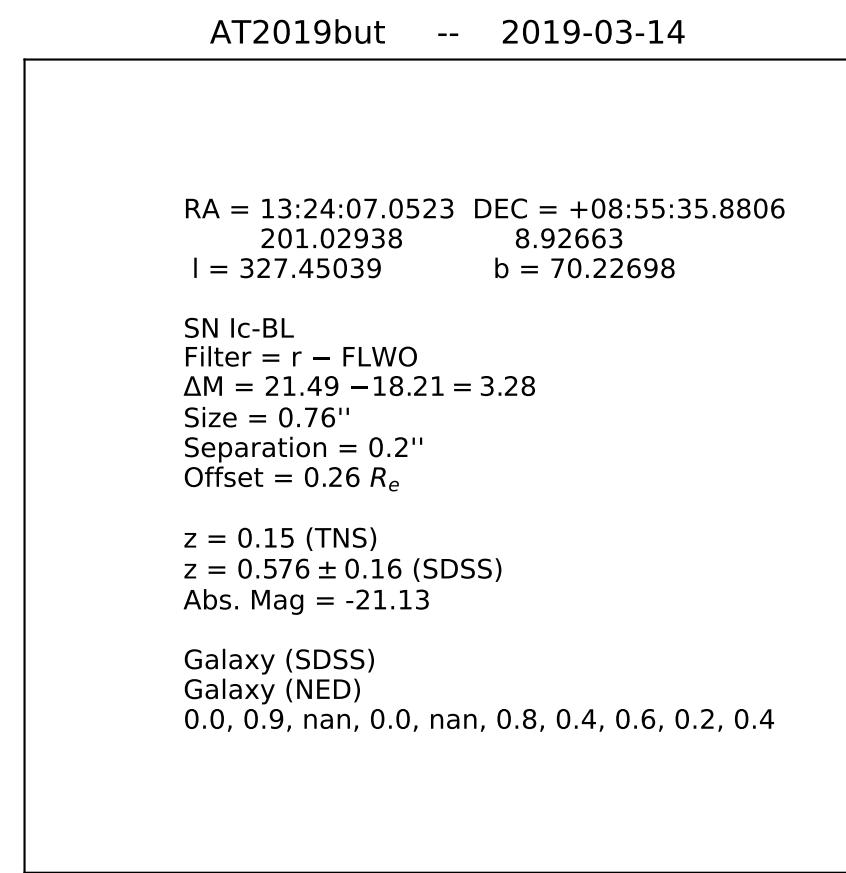 AT2019but -- 2019-03-14
RA = 13:24:07.0523 DEC = +08:55:35.8806
201.02938 8.92663
l = 327.45039 b = 70.22698
SN Ic-BL
Filter = r − FLWO
ΔM = 21.49 −18.21 = 3.28
Size = 0.76''
Separation = 0.2''
Offset = 0.26 Re
z = 0.15 (TNS)
z = 0.576 ± 0.16 (SDSS)
Abs. Mag = -21.13
Galaxy (SDSS)
Galaxy (NED)
0.0, 0.9, nan, 0.0, nan, 0.8, 0.4, 0.6, 0.2, 0.4